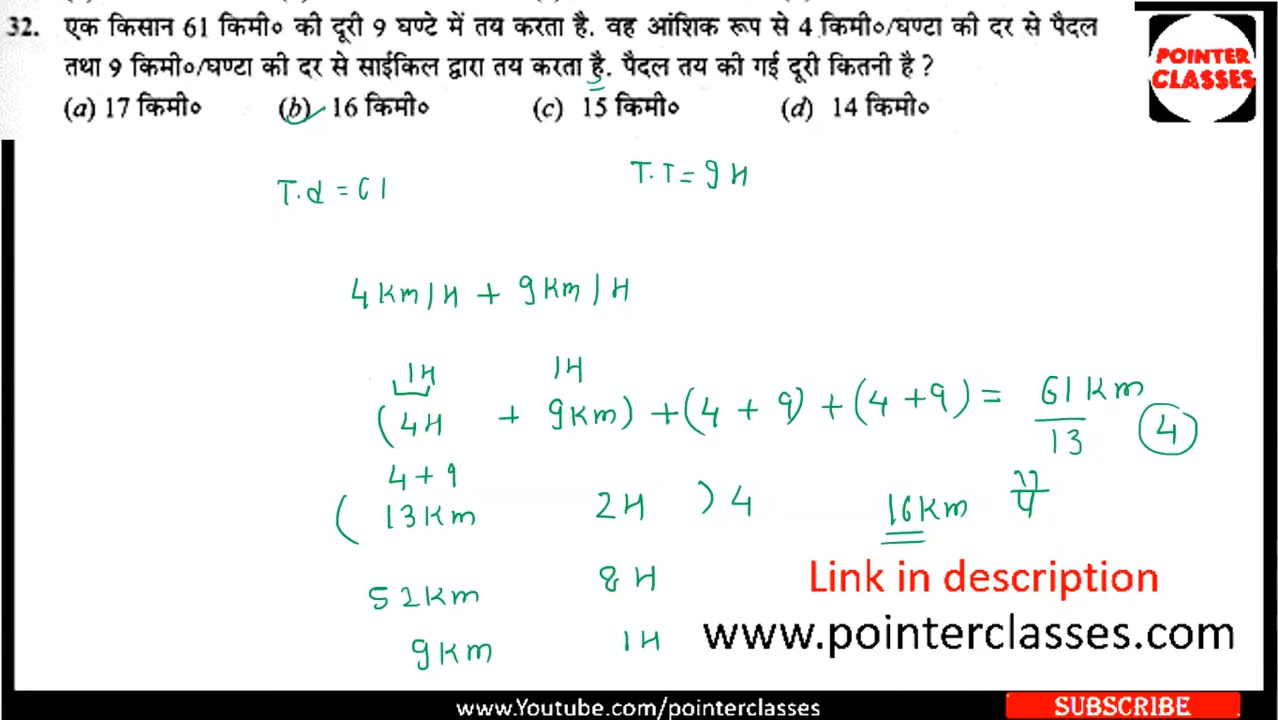 32. एक किसान 61 किमी० की दूरी 9 घण्टे में तय करता है. वह आंशिक रूप से 4 किमी०/घण्टा की दर से पैदल
तथा 9 किमी०/घण्टा की दर से साईकिल द्वारा तय करता है. पैदल तय की गई दूरी कितनी है ?
(a) 17 किमी० (b) 16 किमी० (c) 15 किमी० (d) 14 किमी०
POINTER
CLASSES
T.d = 61
T.T = 9 H
4 Km/H + 9 Km/H
1H 1H
(4H + 9Km) + (4 + 9) + (4 + 9) = 61 Km
13 4
4 + 9
( 13 Km 2H ) 4
16 Km
52 Km 8 H
9 Km 1 H
Link in description
www.pointerclasses.com
www.Youtube.com/pointerclasses
SUBSCRIBE